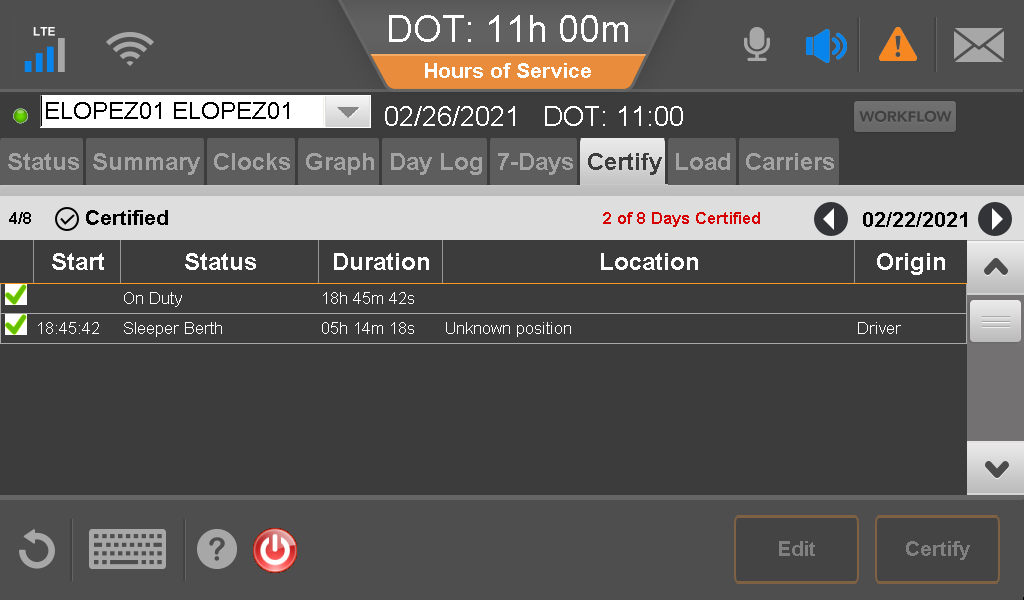 LTE
DOT: 11h 00m
Hours of Service
ELOPEZ01 ELOPEZ01 02/26/2021 DOT: 11:00 WORKFLOW
Status Summary Clocks Graph Day Log 7-Days Certify Load Carriers
4/8 Certified 2 of 8 Days Certified 02/22/2021
Start Status Duration Location Origin
On Duty 18h 45m 42s
18:45:42 Sleeper Berth 05h 14m 18s Unknown position Driver
? Edit Certify